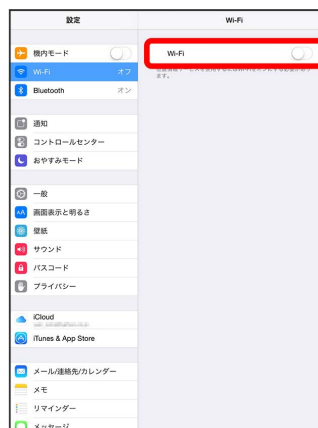 設定
Wi-Fi
機内モード
Wi-Fi
オフ
Bluetooth
オン
通知
コントロールセンター
おやすみモード
一般
画面表示と明るさ
壁紙
サウンド
パスコード
プライバシー
iCloud
iTunes & App Store
メール/連絡先/カレンダー
メモ
リマインダー
メッセージ
Wi-Fi
ます。